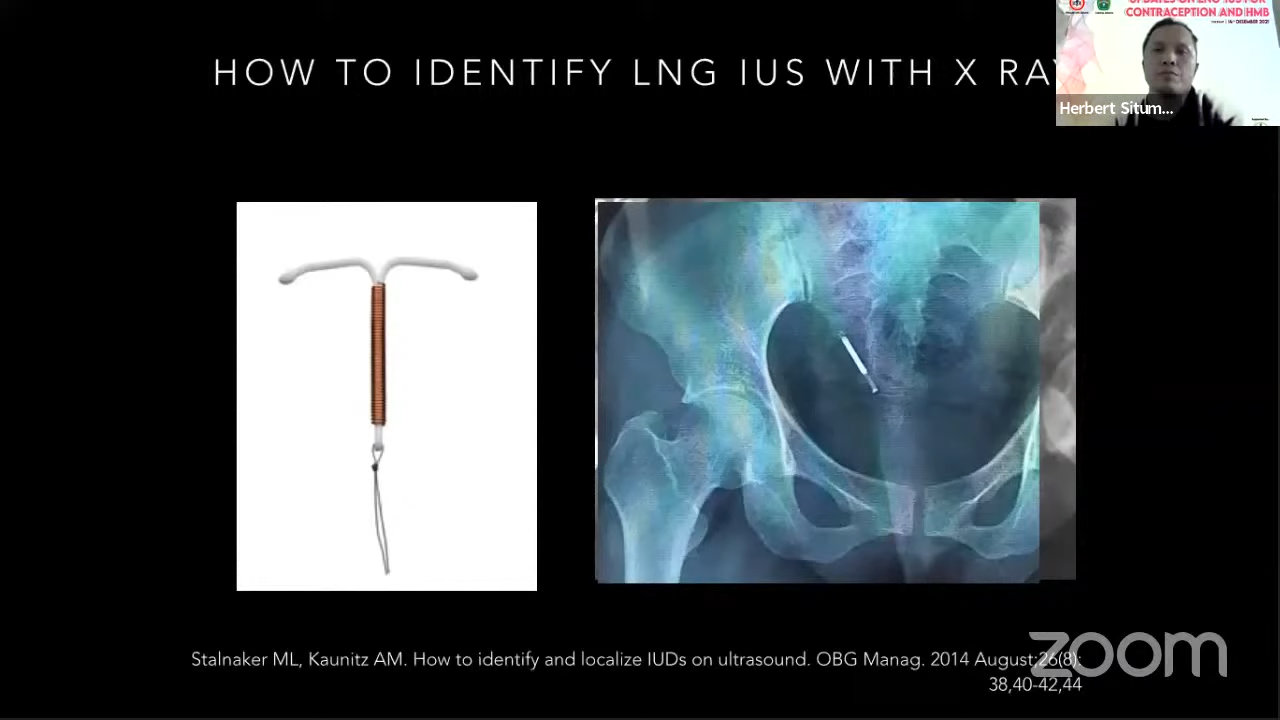 HOW TO IDENTIFY LNG IUS WITH X RAY
CONTRACEPTION AND HMB
Herbert Situm...
Stalnaker ML, Kaunitz AM. How to identify and localize IUDs on ultrasound. OBG Manag. 2014 August;26(8):
38,40-42,44
zoom